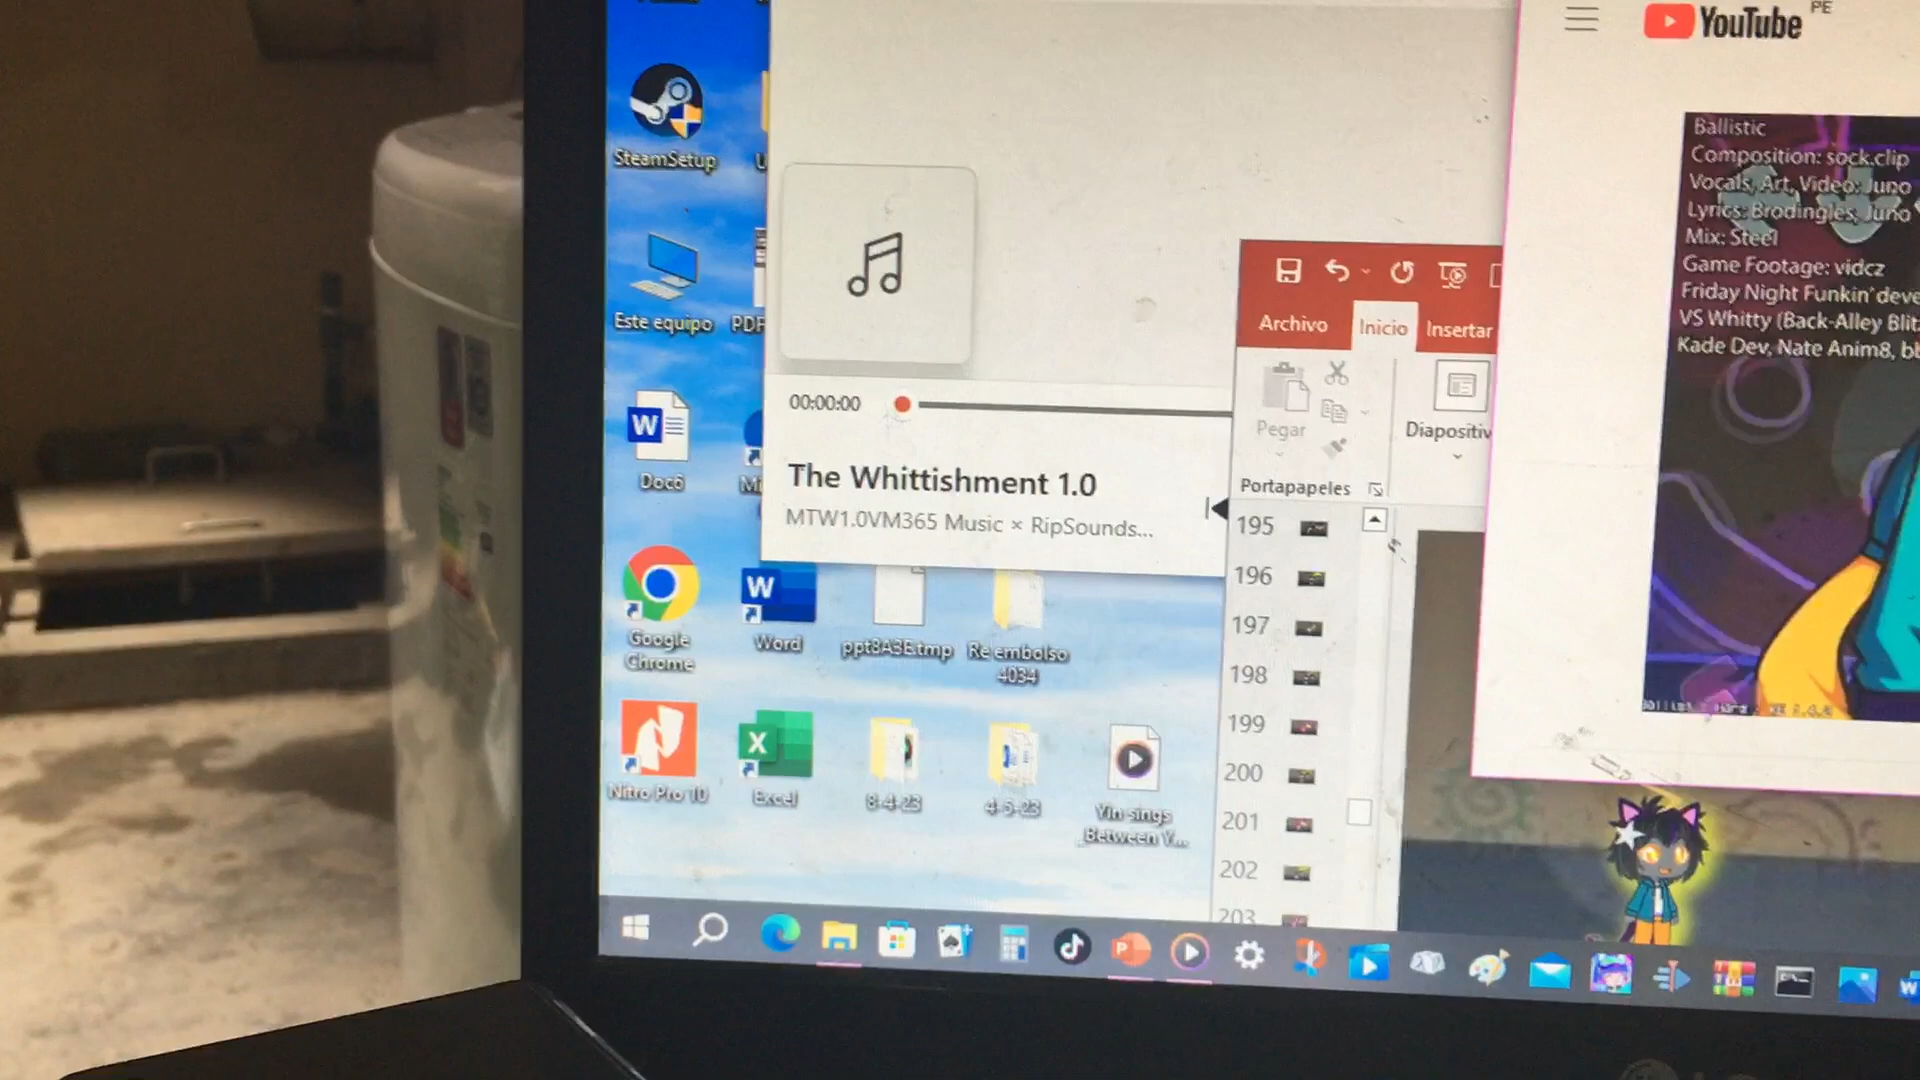 SteamSetup
Este equipo
PDF
Doc6
Google
Chrome
Word
ppt8A3E.tmp
Re embolso
4034
Nitro Pro 10
Excel
8-4-23
4-5-23
Yin sings
Between Y...
00:00:00
The Whittishment 1.0
MTW1.0VM365 Music × RipSounds...
Archivo
Inicio
Insertar
Pegar
Diapositiv
Portapapeles
195
196
197
198
199
200
201
202
203
YouTube
PE
Ballistic
Composition: sock.clip
Vocals, Art, Video: Juno
Lyrics: Brodingles, Juno
Mix: Steel
Game Footage: vidcz
Friday Night Funkin' deve
VS Whitty (Back-Alley Blit
Kade Dev, Nate Anim8, bb